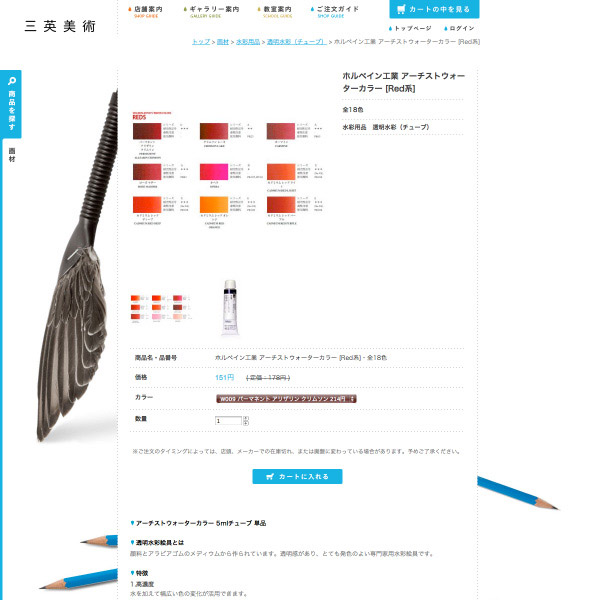 三英美術
店舗案内
SHOP GUIDE
ギャラリー案内
GALLERY GUIDE
教室案内
SCHOOL GUIDE
ご注文ガイド
SHOP GUIDE
カートの中を見る
トップページ
ログイン
トップ > 画材 > 水彩用品 > 透明水彩（チューブ） > ホルベイン工業 アーチストウォーターカラー [Red系]
商品を探す
画材
ホルベイン工業 アーチストウォー
ターカラー [Red系]
全18色
水彩用品　透明水彩（チューブ）
REDS
商品名・品番号
ホルベイン工業 アーチストウォーターカラー [Red系]・全18色
価格
151円
（定価：178円）
カラー
W009 パーマネント アリザリン クリムソン 214円
数量
1
※ご注文のタイミングによっては、店頭、メーカーでの在庫切れ、または廃盤に変わっている場合があります。予めご了承ください。
カートに入れる
アーチストウォーターカラー 5mlチューブ 単品
透明水彩絵具とは
顔料とアラビアゴムのメディウムから作られています。透明感があり、とても発色のよい専門家用水彩絵具です。
特徴
1.高濃度
水を加えて幅広い色の変化が活用できます。